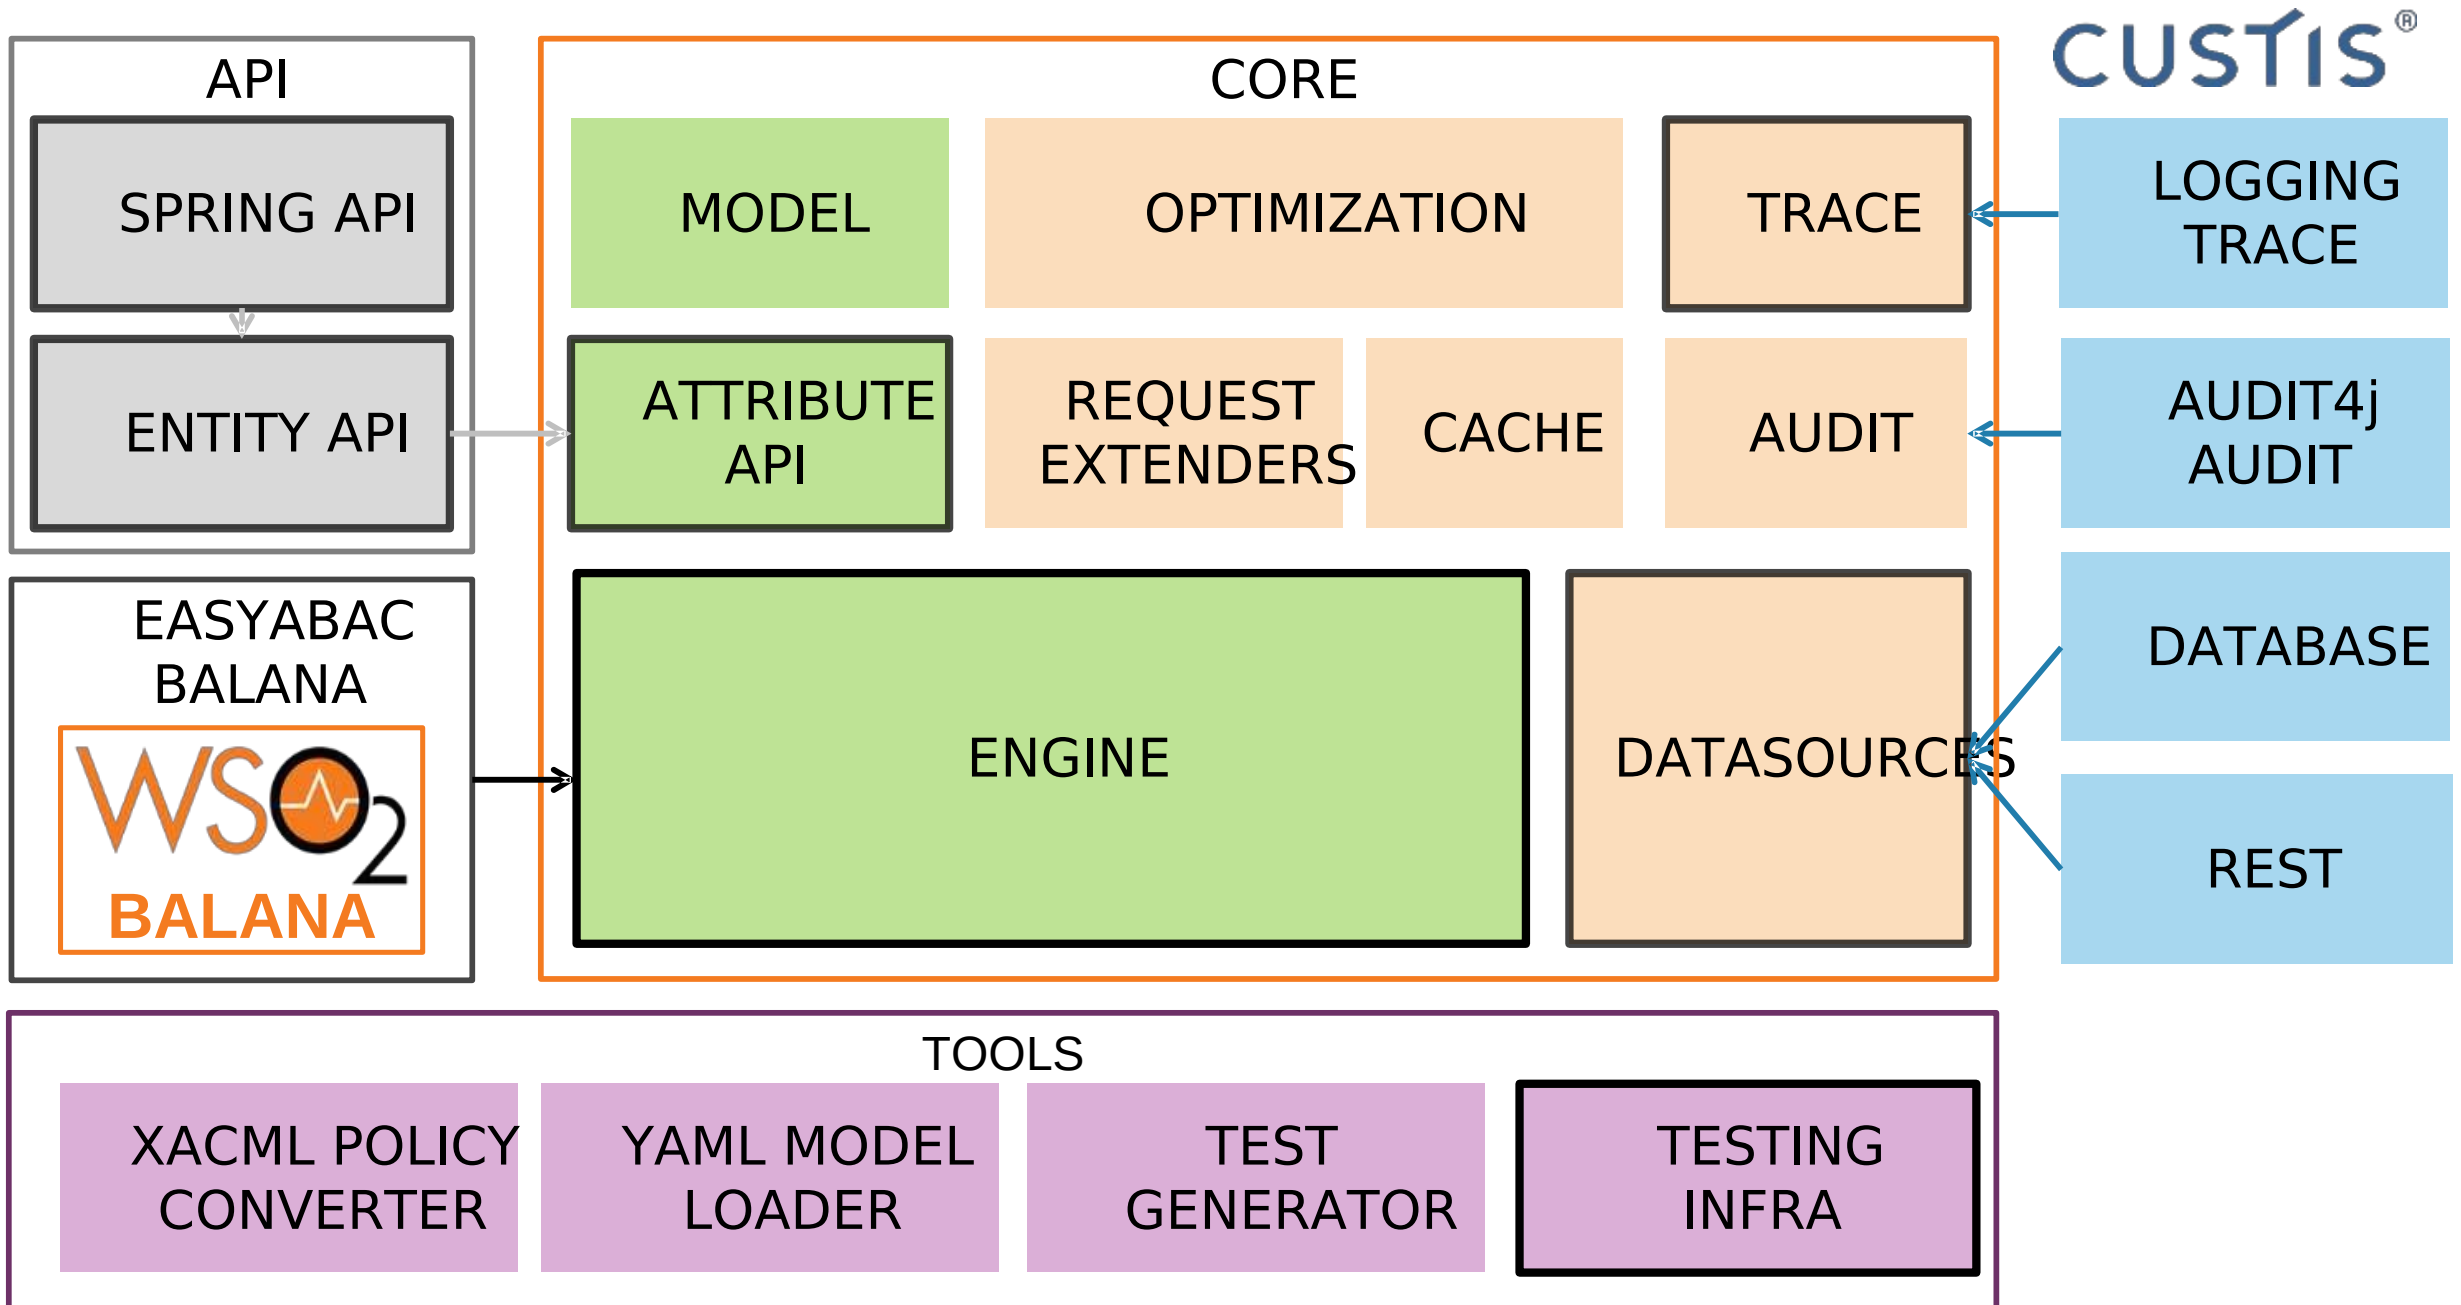 CUSTIS®
API
CORE
SPRING API
MODEL
OPTIMIZATION
TRACE
LOGGING
TRACE
ENTITY API
ATTRIBUTE
API
REQUEST
EXTENDERS
CACHE
AUDIT
AUDIT4j
AUDIT
EASYABAC
BALANA
WSO2
BALANA
ENGINE
DATASOURCES
DATABASE
REST
TOOLS
XACML POLICY
CONVERTER
YAML MODEL
LOADER
TEST
GENERATOR
TESTING
INFRA